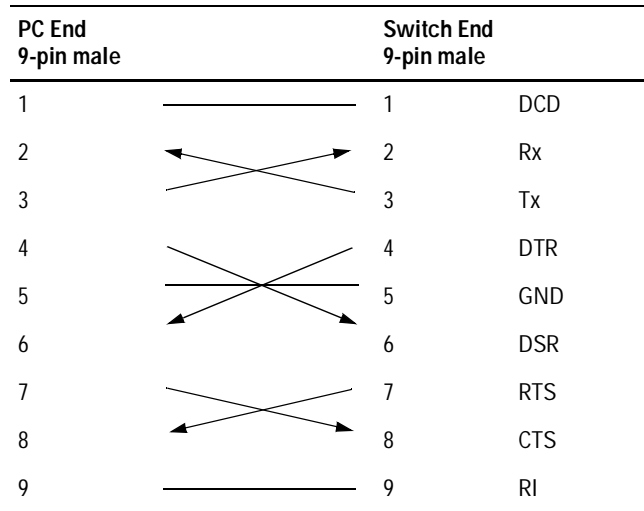 PC End Switch End
9-pin male 9-pin male
1 1 DCD
2 2 Rx
3 3 Tx
4 4 DTR
5 5 GND
6 6 DSR
7 7 RTS
8 8 CTS
9 9 RI